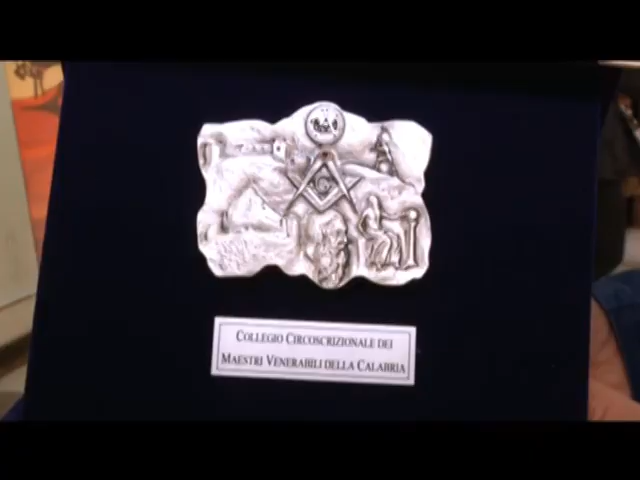 G
COLLEGIO CIRCOSCRIZIONALE DEI
MAESTRI VENERABILI DELLA CALABRIA